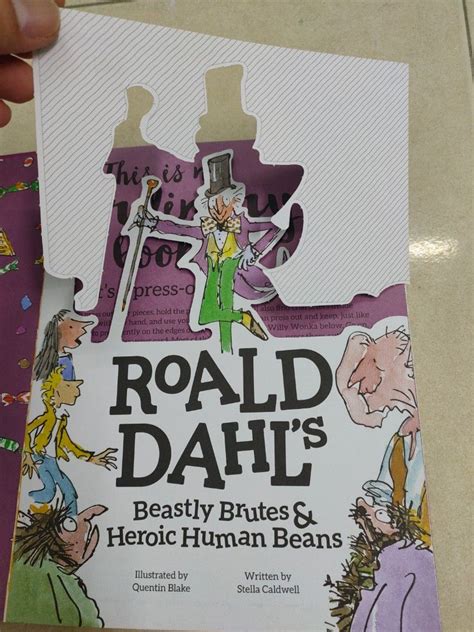 This is
press-o
pieces, hold the
press out and keep, just like
hand, and use
Willy Wonka below,
on the edges
ROALD
DAHL'S
Beastly Brutes &
Heroic Human Beans
Illustrated by
Quentin Blake
Written by
Stella Caldwell